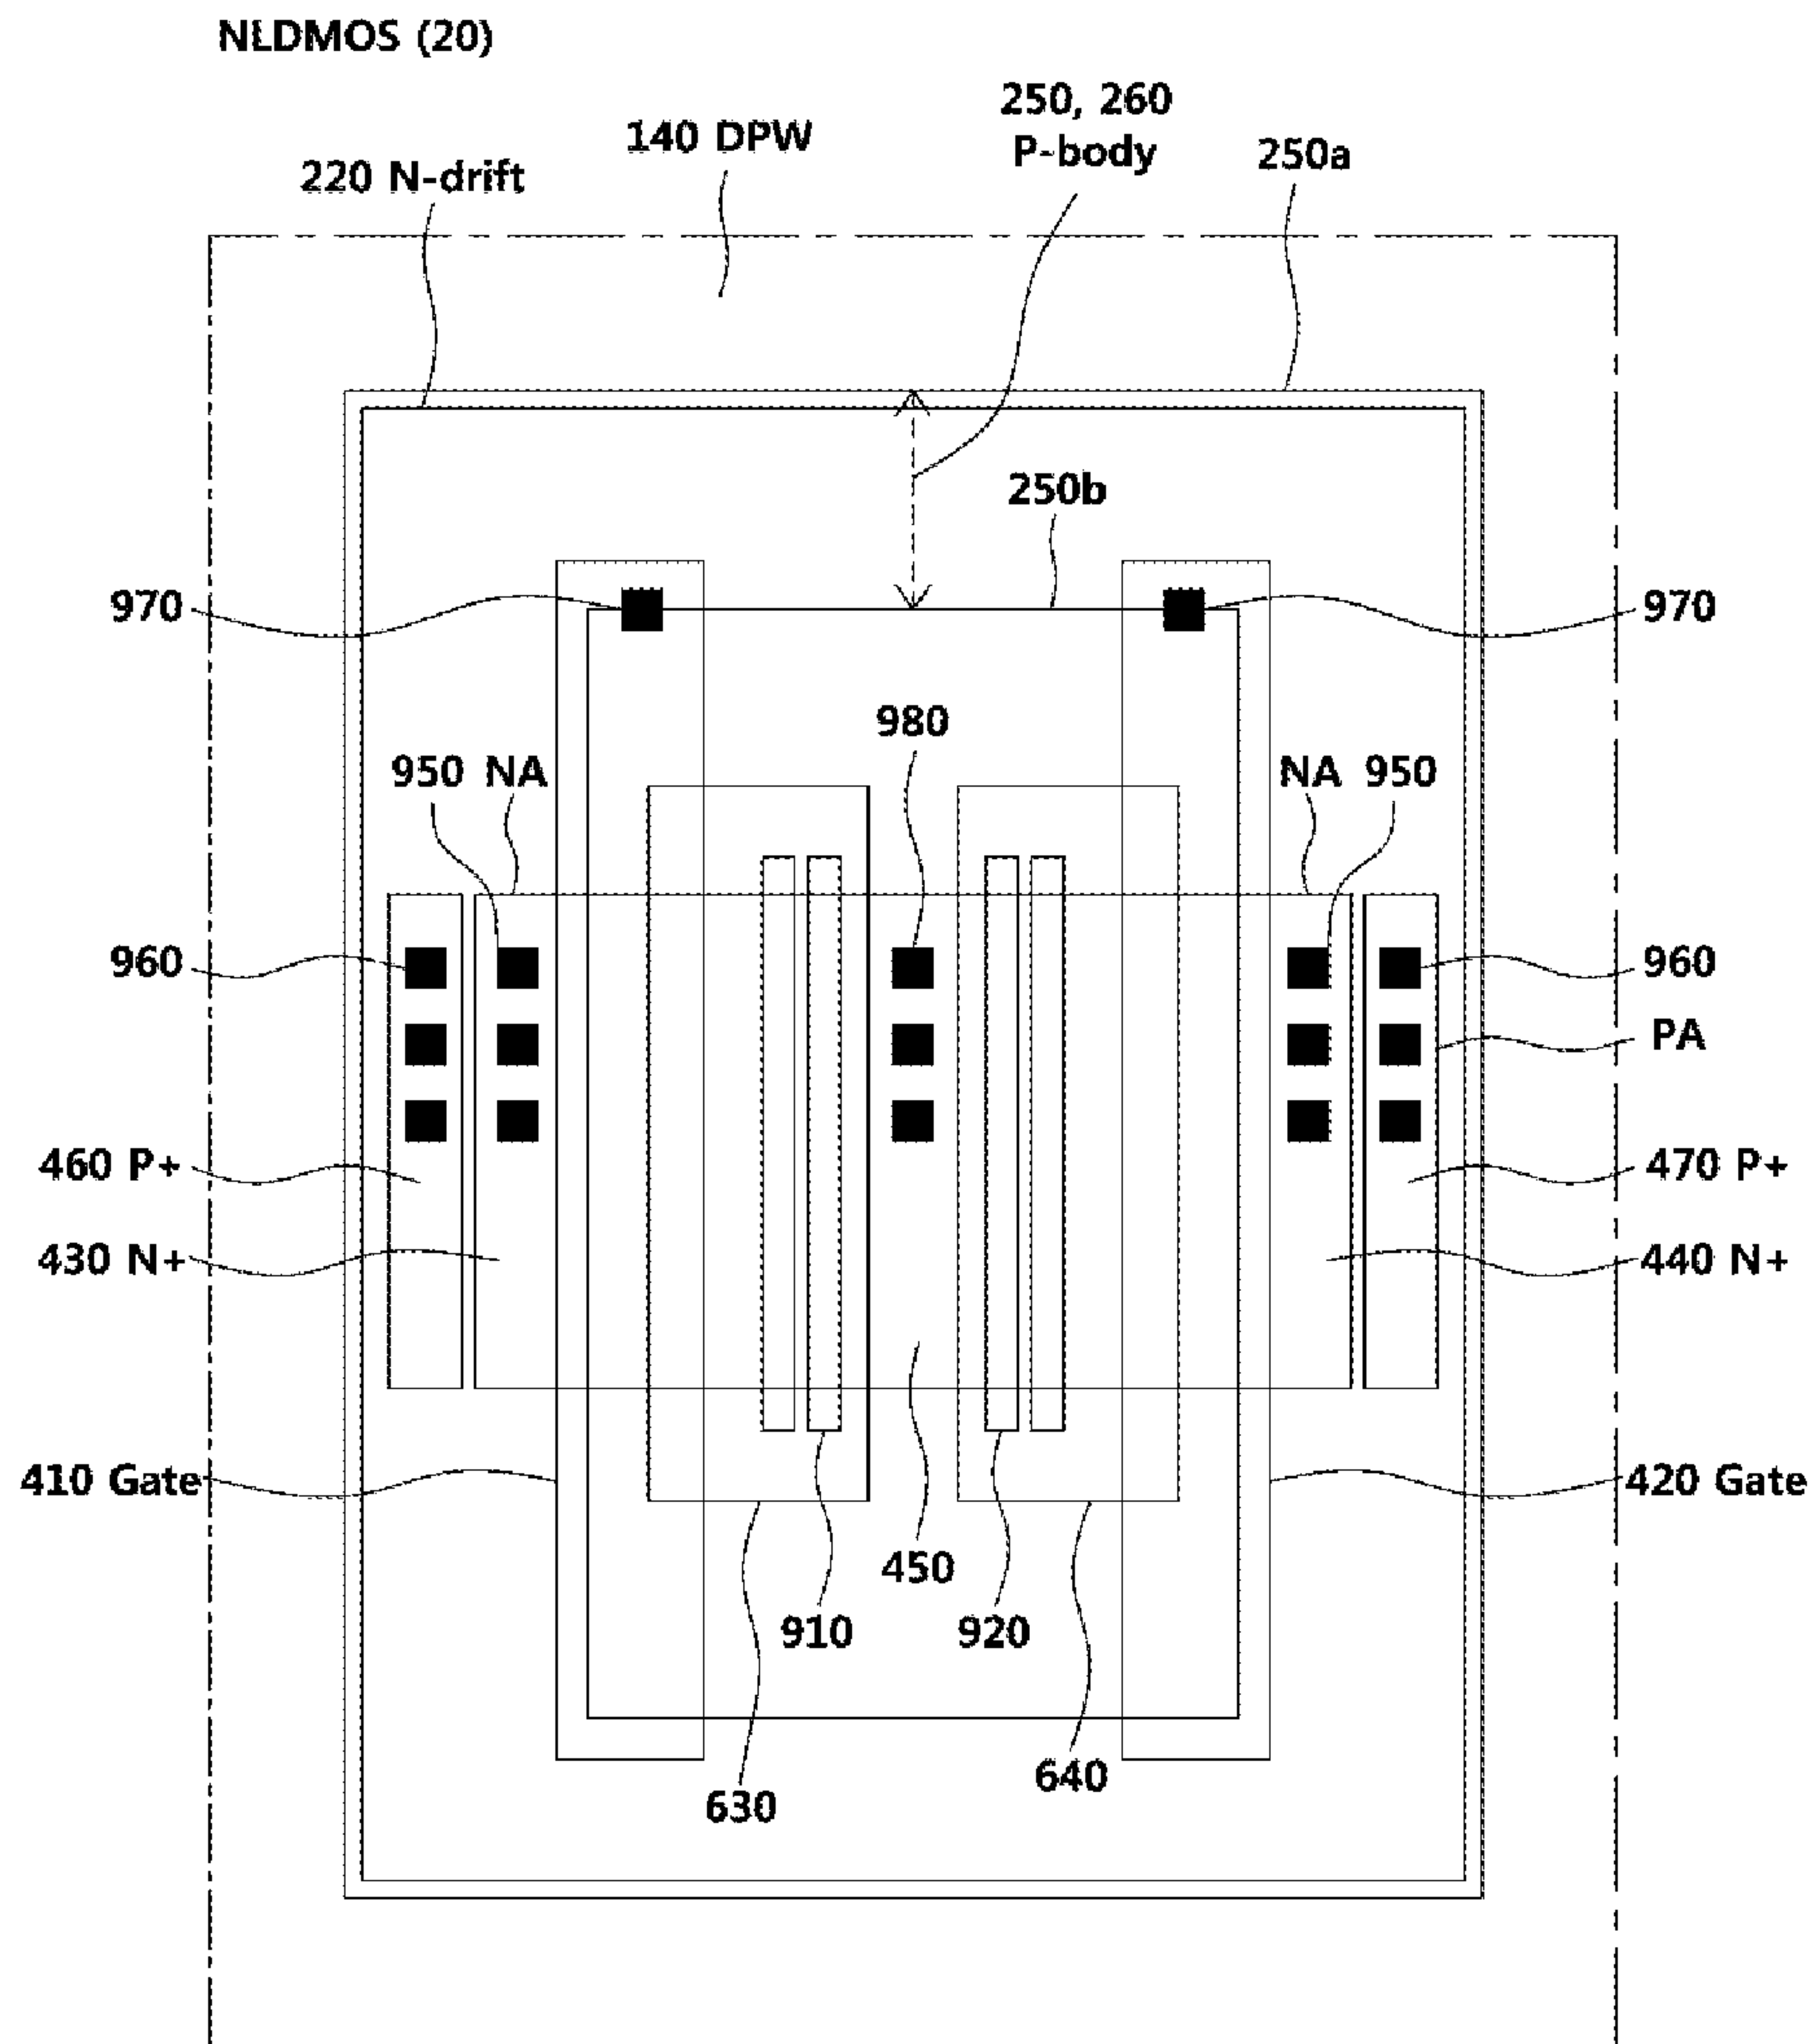 NLDMOS (20)
250, 260
P-body
140 DPW
250a
220 N-drift
250b
970
970
980
950 NA
NA 950
960
960
PA
460 P+
470 P+
430 N+
440 N+
410 Gate
420 Gate
450
910
920
640
630